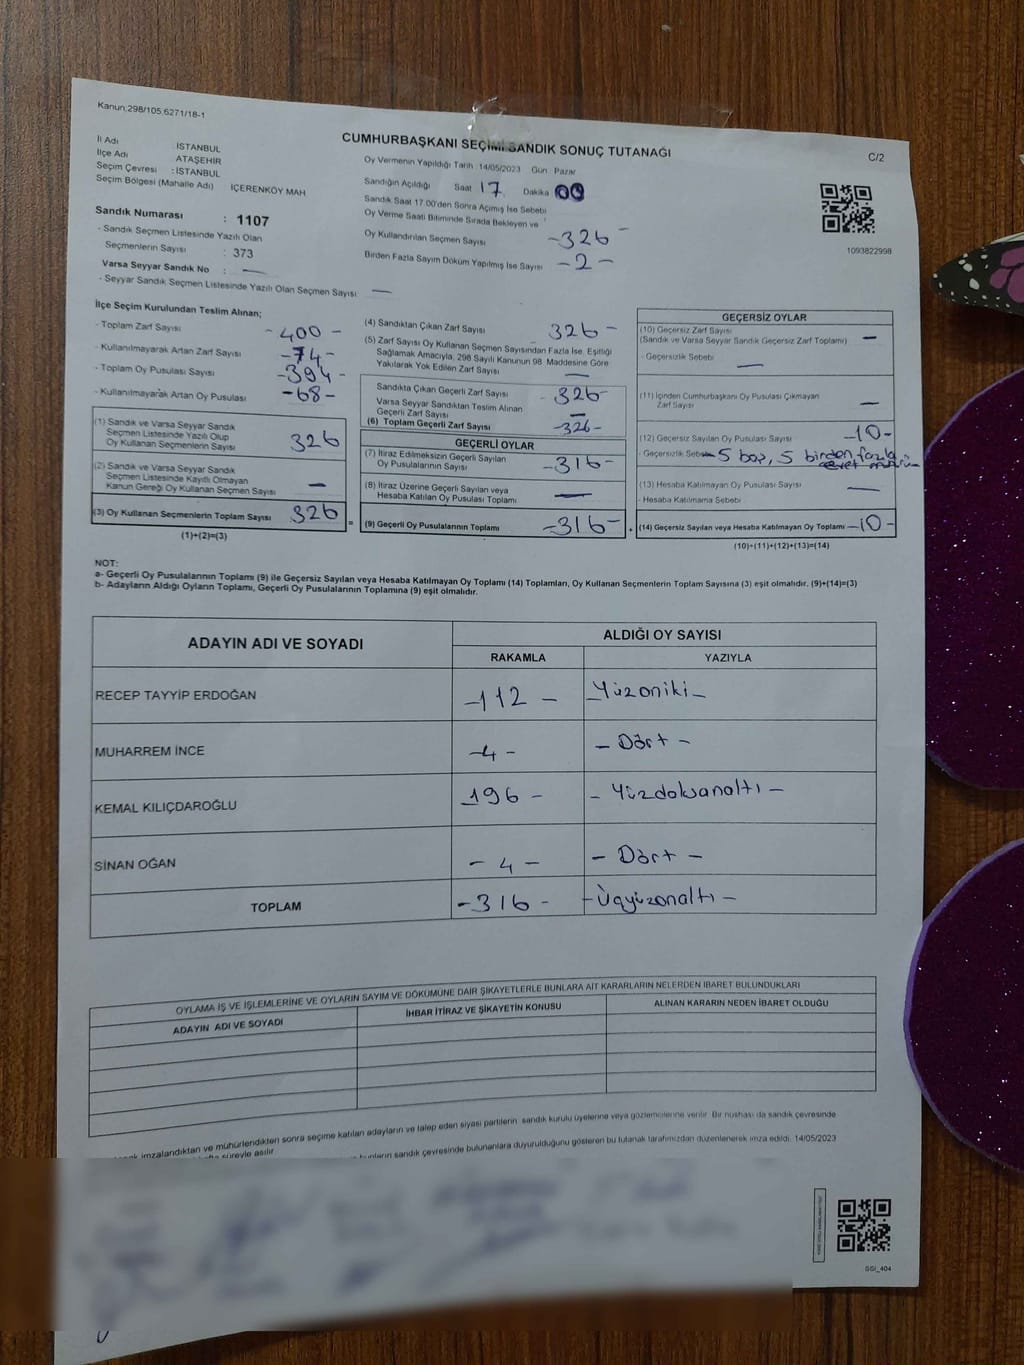 Kanun:298/105,6271/18-1
CUMHURBAŞKANI SEÇİMİ SANDIK SONUÇ TUTANAĞI
C/2
İl Adı : İSTANBUL
İlçe Adı ATAŞEHİR
Seçim Çevresi : İSTANBUL
Seçim Bölgesi (Mahalle Adı) İÇERENKÖY MAH
Sandık Numarası : 1107
- Sandık Seçmen Listesinde Yazılı Olan
Seçmenlerin Sayısı : 373
Varsa Seyyar Sandık No : —
- Seyyar Sandık Seçmen Listesinde Yazılı Olan Seçmen Sayısı: —
Oy Vermenin Yapıldığı Tarih :14/05/2023 Gün Pazar
Sandığın Açıldığı Saat 17 Dakika 00
Sandık Saat 17.00'den Sonra Açılmış İse Sebebi
Oy Verme Saati Bitiminde Sırada Bekleyen ve
Oy Kullandırılan Seçmen Sayısı -326-
Birden Fazla Sayım Döküm Yapılmış İse Sayısı -2-
1093822998
İlçe Seçim Kurulundan Teslim Alınan;
- Toplam Zarf Sayısı -400-
- Kullanılmayarak Artan Zarf Sayısı -74-
- Toplam Oy Pusulası Sayısı -394-
- Kullanılmayarak Artan Oy Pusulası -68-
(1) Sandık ve Varsa Seyyar Sandık
Seçmen Listesinde Yazılı Olup
Oy Kullanan Seçmenlerin Sayısı 326
(2) Sandık ve Varsa Seyyar Sandık
Seçmen Listesinde Kayıtlı Olmayan
Kanun Gereği Oy Kullanan Seçmen Sayısı —
(3) Oy Kullanan Seçmenlerin Toplam Sayısı 326
(1)+(2)=(3)
=
(4) Sandıktan Çıkan Zarf Sayısı 326-
(5) Zarf Sayısı Oy Kullanan Seçmen Sayısından Fazla İse, Eşitliği
Sağlamak Amacıyla, 298 Sayılı Kanunun 98. Maddesine Göre
Yakılarak Yok Edilen Zarf Sayısı —
Sandıkta Çıkan Geçerli Zarf Sayısı -326-
Varsa Seyyar Sandıktan Teslim Alınan
Geçerli Zarf Sayısı —
(6) Toplam Geçerli Zarf Sayısı -326-
GEÇERLİ OYLAR
(7) İtiraz Edilmeksizin Geçerli Sayılan
Oy Pusulalarının Sayısı -316-
(8) İtiraz Üzerine Geçerli Sayılan veya
Hesaba Katılan Oy Pusulası Toplamı —
(9) Geçerli Oy Pusulalarının Toplamı -316-
GEÇERSİZ OYLAR
(10) Geçersiz Zarf Sayısı
(Sandık ve Varsa Seyyar Sandık Geçersiz Zarf Toplamı) —
- Geçersizlik Sebebi —
(11) İçinden Cumhurbaşkanı Oy Pusulası Çıkmayan
Zarf Sayısı —
(12) Geçersiz Sayılan Oy Pusulası Sayısı -10-
- Geçersizlik Sebebi 5 boş, 5 birden fazla
(13) Hesaba Katılmayan Oy Pusulası Sayısı —
- Hesaba Katılmama Sebebi
(14) Geçersiz Sayılan veya Hesaba Katılmayan Oy Toplamı -10-
(10)+(11)+(12)+(13)=(14)
NOT:
a- Geçerli Oy Pusulalarının Toplamı (9) ile Geçersiz Sayılan veya Hesaba Katılmayan Oy Toplamı (14) Toplamları, Oy Kullanan Seçmenlerin Toplam Sayısına (3) eşit olmalıdır. (9)+(14)=(3)
b- Adayların Aldığı Oyların Toplamı, Geçerli Oy Pusulalarının Toplamına (9) eşit olmalıdır.
ADAYIN ADI VE SOYADI ALDIĞI OY SAYISI
RAKAMLA YAZIYLA
RECEP TAYYİP ERDOĞAN -112- -Yüzoniki-
MUHARREM İNCE -4- -Dört-
KEMAL KILIÇDAROĞLU 196- -Yüzdoksanaltı-
SİNAN OĞAN -4- -Dört-
TOPLAM -316- -Üçyüzonaltı-
OYLAMA İŞ VE İŞLEMLERİNE VE OYLARIN SAYIM VE DÖKÜMÜNE DAİR ŞİKAYETLERLE BUNLARA AİT KARARLARIN NELERDEN İBARET BULUNDUKLARI
ADAYIN ADI VE SOYADI İHBAR İTİRAZ VE ŞİKAYETİN KONUSU ALINAN KARARIN NEDEN İBARET OLDUĞU
imzalandıktan ve mühürlendikten sonra seçime katılan adayların ve talep eden siyasi partilerin sandık kurulu üyelerine veya gözlemcilerine verilir. Bir nüshası da sandık çevresinde
süreyle asılır.
bunların sandık çevresinde bulunanlara duyurulduğunu gösteren bu tutanak tarafımızdan düzenlenerek imza edildi. 14/05/2023
SSİ_404